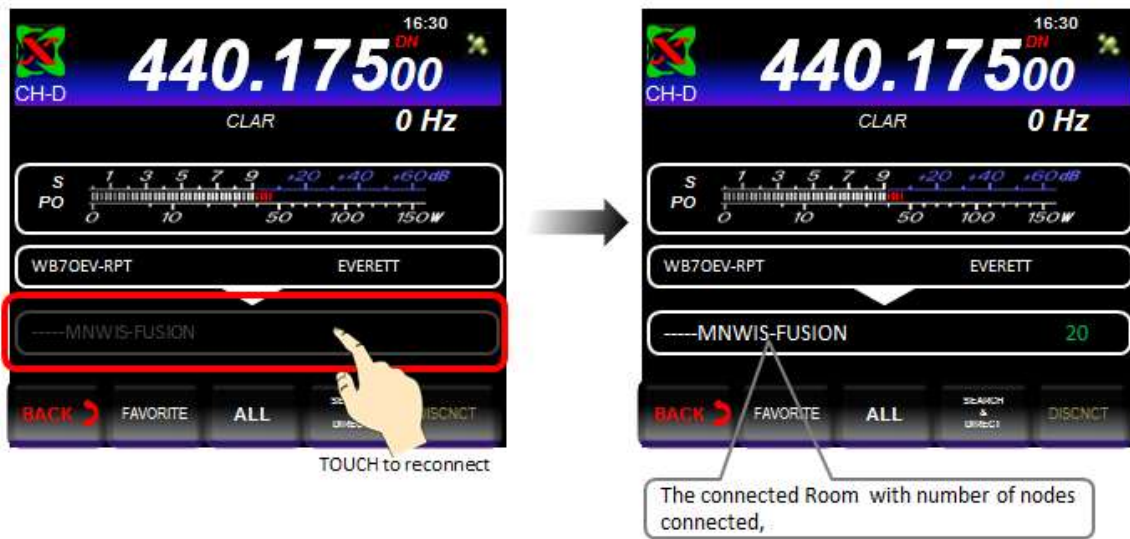 16:30
DN
440.17500
CH-D
CLAR 0 Hz
S 1 3 5 7 9 +20 +40 +60dB
PO 0 10 50 100 150W
WB7OEV-RPT EVERETT
-----MNWIS-FUSION
BACK FAVORITE ALL DISCNCT
TOUCH to reconnect
16:30
DN
440.17500
CH-D
CLAR 0 Hz
S 1 3 5 7 9 +20 +40 +60dB
PO 0 10 50 100 150W
WB7OEV-RPT EVERETT
-----MNWIS-FUSION 20
BACK FAVORITE ALL SEARCH & DIRECT DISCNCT
The connected Room with number of nodes
connected,